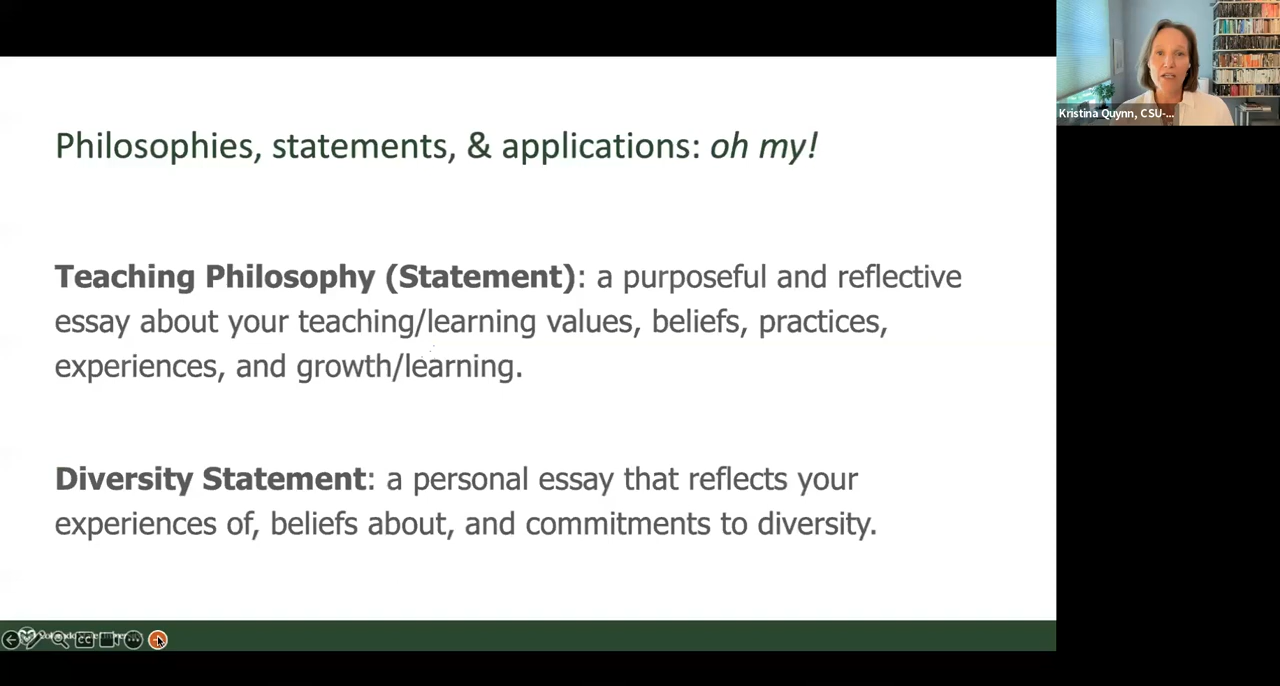 Philosophies, statements, & applications: oh my!
Teaching Philosophy (Statement): a purposeful and reflective
essay about your teaching/learning values, beliefs, practices,
experiences, and growth/learning.
Diversity Statement: a personal essay that reflects your
experiences of, beliefs about, and commitments to diversity.
Kristina Quynn, CSU-...
CC